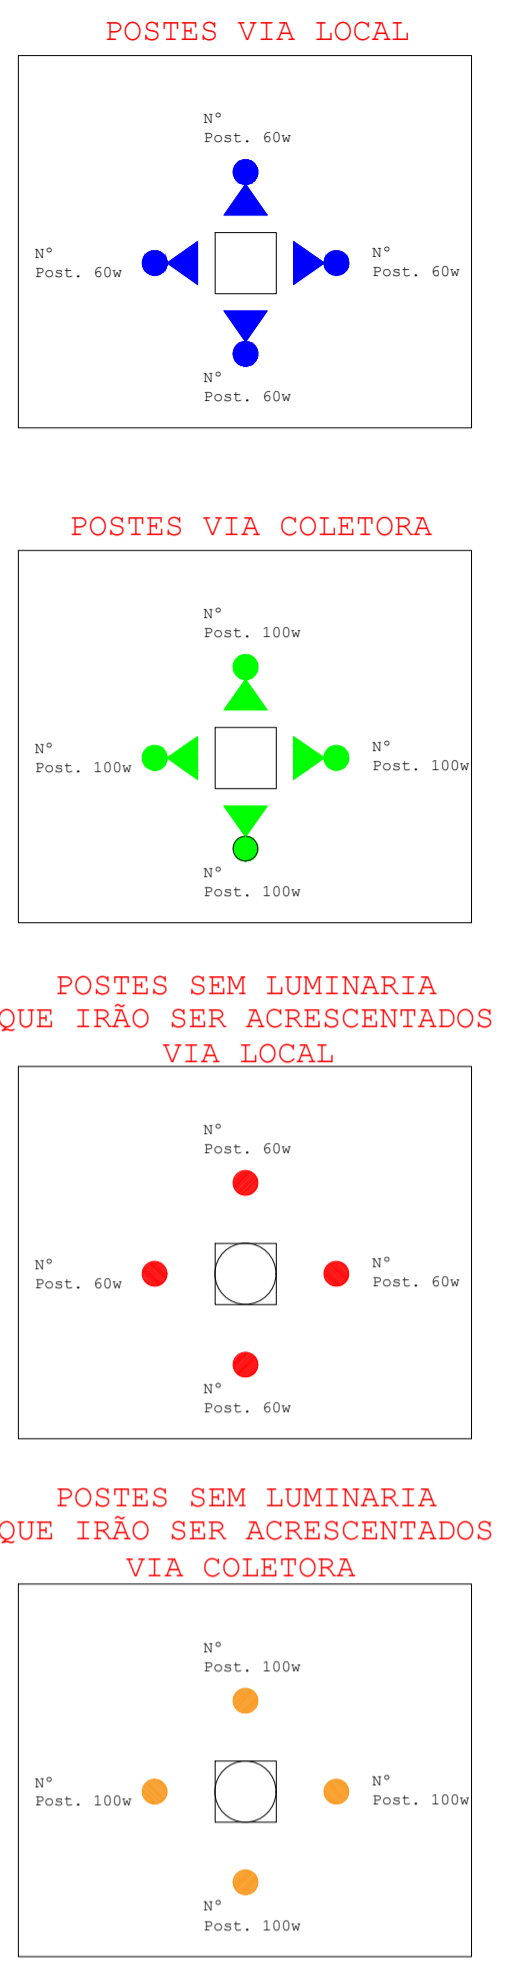 POSTES VIA LOCAL
N°
Post. 60w
N°
Post. 60w
N°
Post. 60w
N°
Post. 60w
POSTES VIA COLETORA
N°
Post. 100w
N°
Post. 100w
N°
Post. 100w
N°
Post. 100w
POSTES SEM LUMINARIA
QUE IRÃO SER ACRESCENTADOS
VIA LOCAL
N°
Post. 60w
N°
Post. 60w
N°
Post. 60w
N°
Post. 60w
POSTES SEM LUMINARIA
QUE IRÃO SER ACRESCENTADOS
VIA COLETORA
N°
Post. 100w
N°
Post. 100w
N°
Post. 100w
N°
Post. 100w